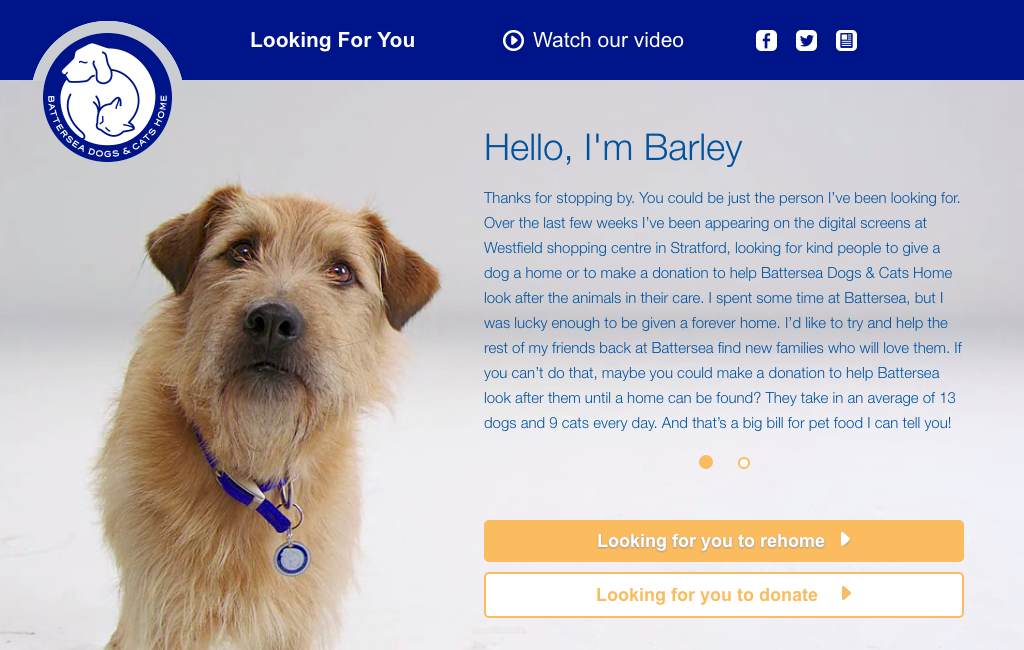 Looking For You
Watch our video
BATTERSEA DOGS & CATS HOME
Hello, I'm Barley
Thanks for stopping by. You could be just the person I've been looking for.
Over the last few weeks I've been appearing on the digital screens at
Westfield shopping centre in Stratford, looking for kind people to give a
dog a home or to make a donation to help Battersea Dogs & Cats Home
look after the animals in their care. I spent some time at Battersea, but I
was lucky enough to be given a forever home. I'd like to try and help the
rest of my friends back at Battersea find new families who will love them. If
you can't do that, maybe you could make a donation to help Battersea
look after them until a home can be found? They take in an average of 13
dogs and 9 cats every day. And that's a big bill for pet food I can tell you!
Looking for you to rehome
Looking for you to donate